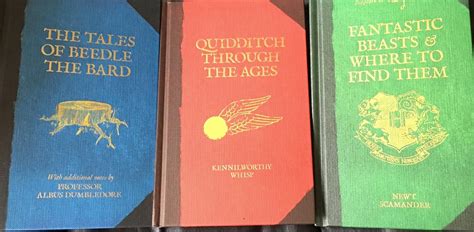 THE TALES
OF BEEDLE
THE BARD
With additional notes by
PROFESSOR
ALBUS DUMBLEDORE
QUIDDITCH
THROUGH
THE AGES
KENNILWORTHY
WHISP
FANTASTIC
BEASTS &
WHERE TO
FIND THEM
NEWT
SCAMANDER